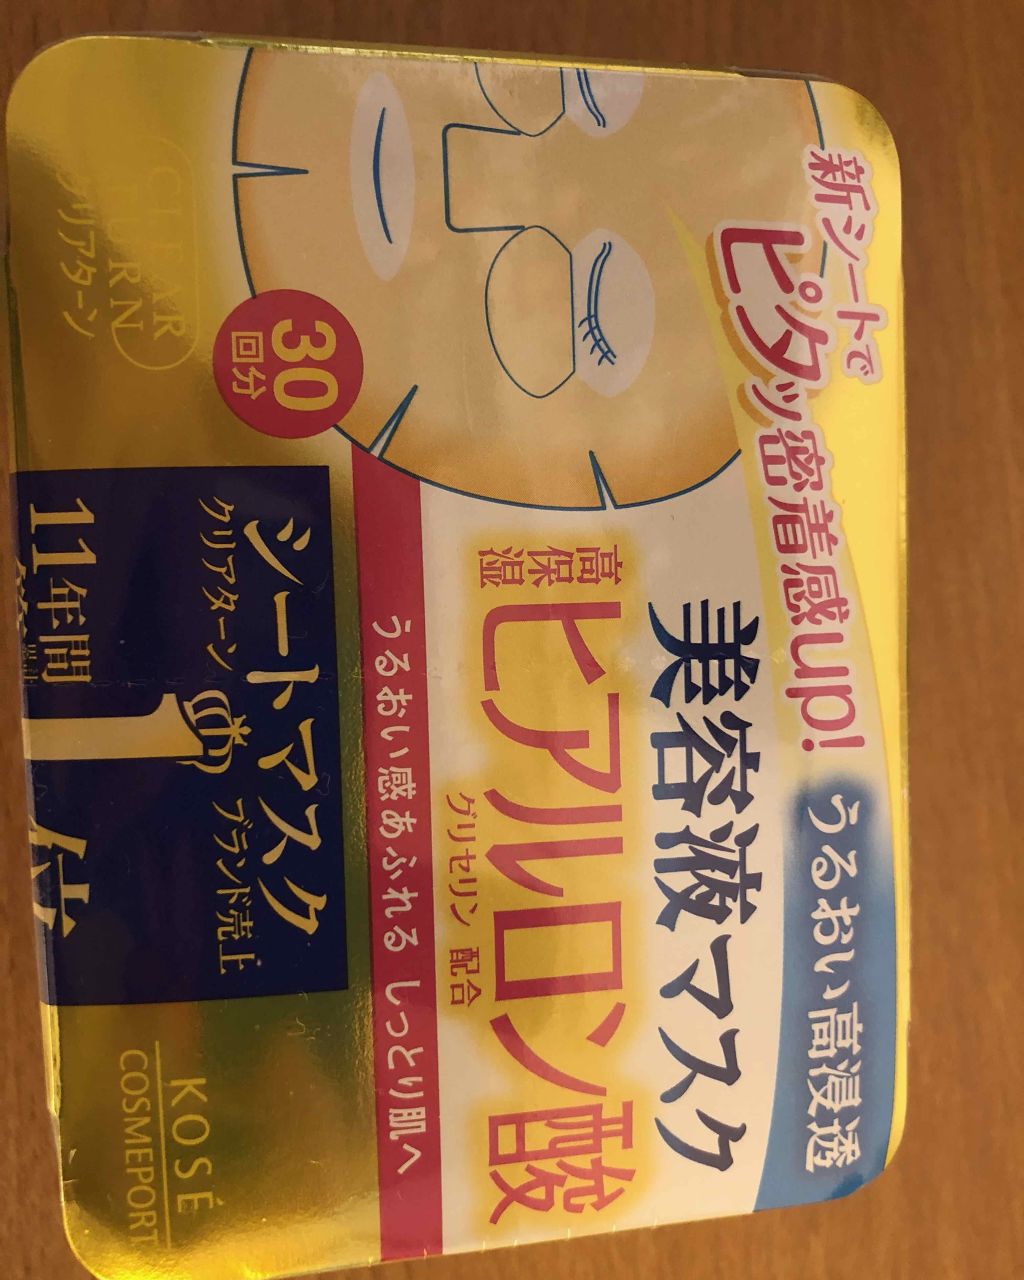 新シートで
ピタッ密着感up!
うるおい高浸透
美容液マスク
高保湿
ヒアルロン酸
グリセリン 配合
うるおい感あふれる しっとり肌へ
30
回分
シートマスク
クリアターン ブランド売上
11年間
1位
CLEAR
TURN
クリアターン
KOSÉ
COSMEPORT